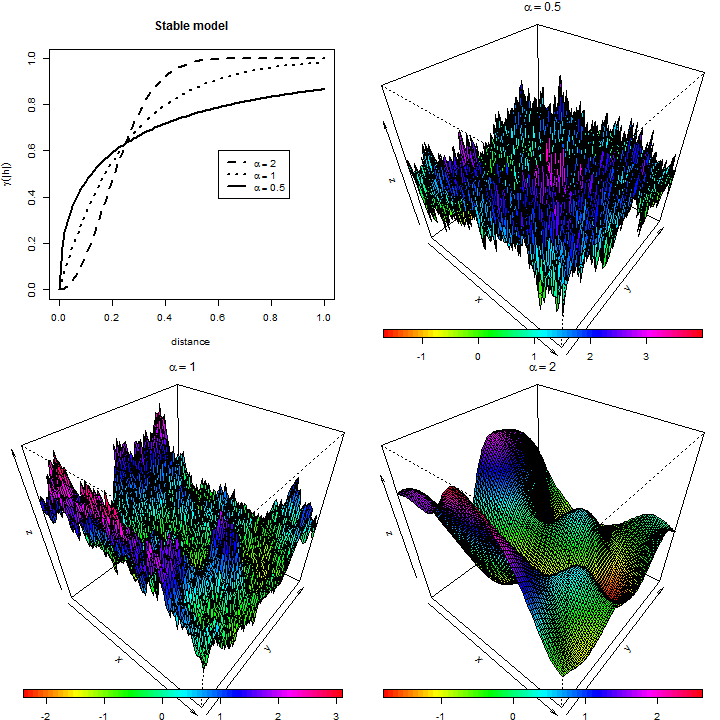 Stable model
1.0
0.8
0.6
0.4
0.2
0.0
γ(|h|)
α = 2
α = 1
α = 0.5
0.0 0.2 0.4 0.6 0.8 1.0
distance
α = 0.5
z
x
y
-1 0 1 2 3
α = 1
z
x
y
-2 -1 0 1 2 3
α = 2
z
x
y
-1 0 1 2